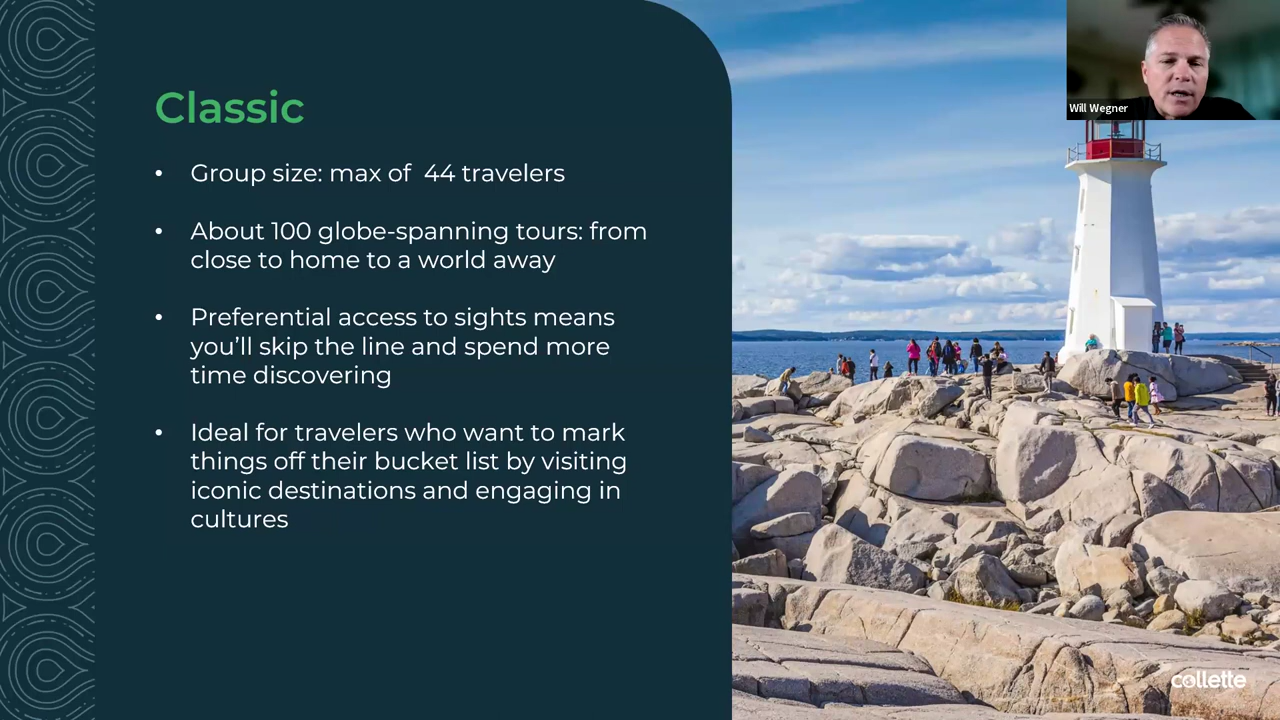 Classic
• Group size: max of  44 travelers
• About 100 globe-spanning tours: from
close to home to a world away
• Preferential access to sights means
you'll skip the line and spend more
time discovering
• Ideal for travelers who want to mark
things off their bucket list by visiting
iconic destinations and engaging in
cultures
Will Wegner
collette